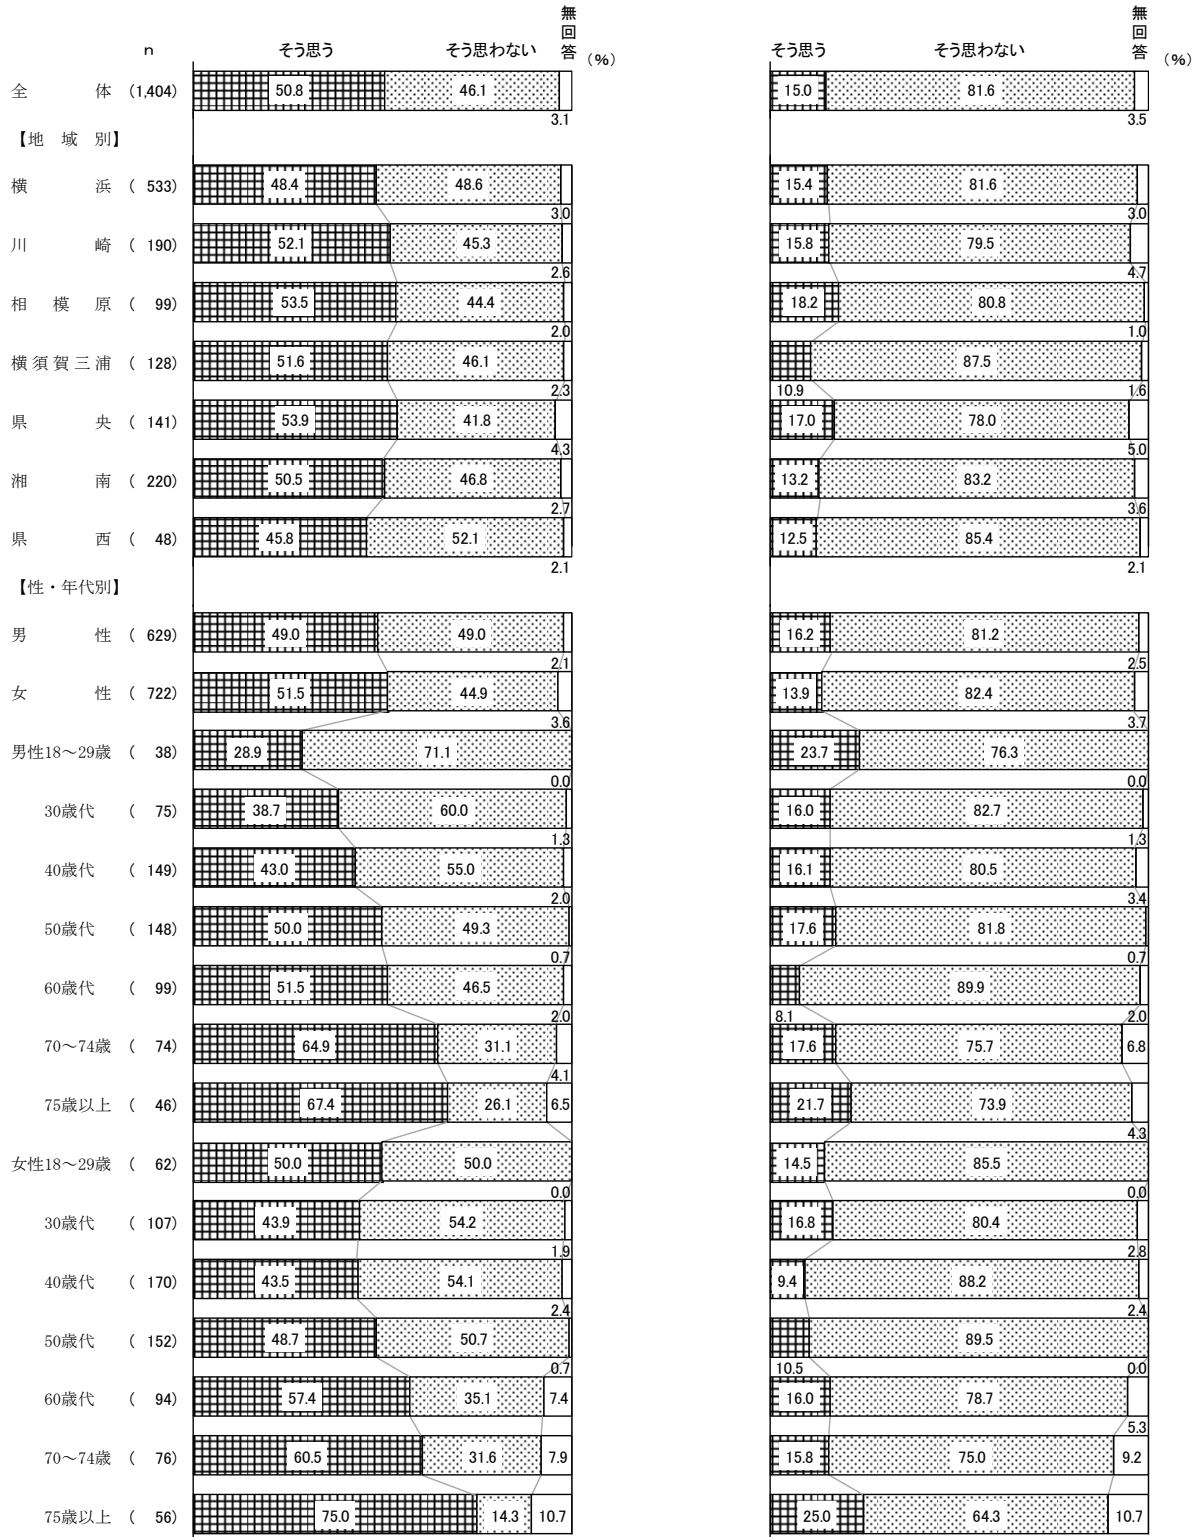 無回答 無回答
n そう思う そう思わない (%) そう思う そう思わない (%)
全体 (1,404) 50.8 46.1 15.0 81.6
3.1 3.5
【地域別】
横浜 ( 533) 48.4 48.6 15.4 81.6
3.0 3.0
川崎 ( 190) 52.1 45.3 15.8 79.5
2.6 4.7
相模原 ( 99) 53.5 44.4 18.2 80.8
2.0 1.0
横須賀三浦 ( 128) 51.6 46.1 87.5
2.3 10.9 1.6
県央 ( 141) 53.9 41.8 17.0 78.0
4.3 5.0
湘南 ( 220) 50.5 46.8 13.2 83.2
2.7 3.6
県西 ( 48) 45.8 52.1 12.5 85.4
2.1 2.1
【性・年代別】
男性 ( 629) 49.0 49.0 16.2 81.2
2.1 2.5
女性 ( 722) 51.5 44.9 13.9 82.4
3.6 3.7
男性18～29歳 ( 38) 28.9 71.1 23.7 76.3
0.0 0.0
30歳代 ( 75) 38.7 60.0 16.0 82.7
1.3 1.3
40歳代 ( 149) 43.0 55.0 16.1 80.5
2.0 3.4
50歳代 ( 148) 50.0 49.3 17.6 81.8
0.7 0.7
60歳代 ( 99) 51.5 46.5 89.9
2.0 8.1 2.0
70～74歳 ( 74) 64.9 31.1 17.6 75.7 6.8
4.1
75歳以上 ( 46) 67.4 26.1 6.5 21.7 73.9
4.3
女性18～29歳 ( 62) 50.0 50.0 14.5 85.5
0.0 0.0
30歳代 ( 107) 43.9 54.2 16.8 80.4
1.9 2.8
40歳代 ( 170) 43.5 54.1 9.4 88.2
2.4 2.4
50歳代 ( 152) 48.7 50.7 89.5
0.7 10.5 0.0
60歳代 ( 94) 57.4 35.1 7.4 16.0 78.7
5.3
70～74歳 ( 76) 60.5 31.6 7.9 15.8 75.0 9.2
75歳以上 ( 56) 75.0 14.3 10.7 25.0 64.3 10.7